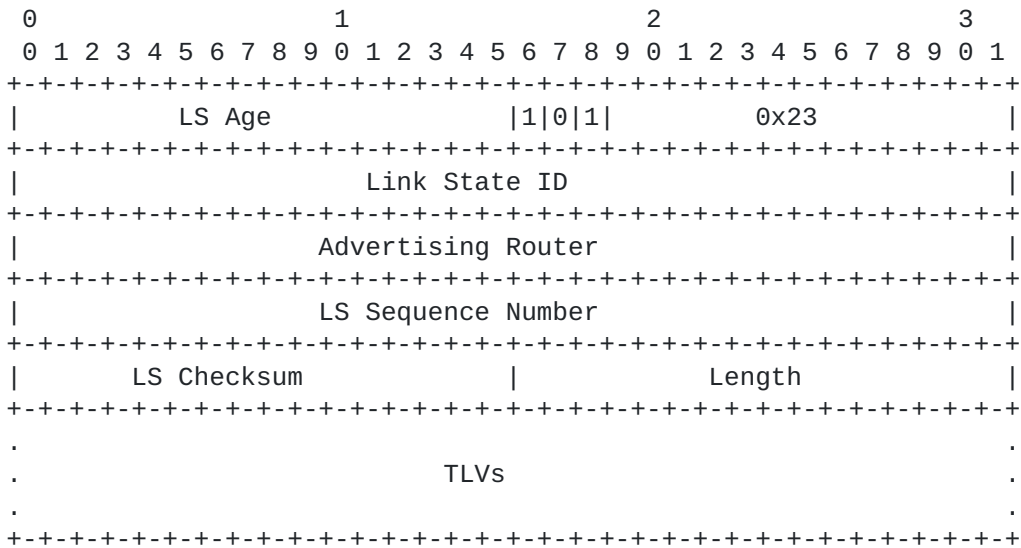 0                   1                   2                   3
 0 1 2 3 4 5 6 7 8 9 0 1 2 3 4 5 6 7 8 9 0 1 2 3 4 5 6 7 8 9 0 1
+-+-+-+-+-+-+-+-+-+-+-+-+-+-+-+-+-+-+-+-+-+-+-+-+-+-+-+-+-+-+-+-+
|          LS Age               |1|0|1|         0x23            |
+-+-+-+-+-+-+-+-+-+-+-+-+-+-+-+-+-+-+-+-+-+-+-+-+-+-+-+-+-+-+-+-+
|                      Link State ID                            |
+-+-+-+-+-+-+-+-+-+-+-+-+-+-+-+-+-+-+-+-+-+-+-+-+-+-+-+-+-+-+-+-+
|                   Advertising Router                          |
+-+-+-+-+-+-+-+-+-+-+-+-+-+-+-+-+-+-+-+-+-+-+-+-+-+-+-+-+-+-+-+-+
|                   LS Sequence Number                          |
+-+-+-+-+-+-+-+-+-+-+-+-+-+-+-+-+-+-+-+-+-+-+-+-+-+-+-+-+-+-+-+-+
|       LS Checksum             |            Length             |
+-+-+-+-+-+-+-+-+-+-+-+-+-+-+-+-+-+-+-+-+-+-+-+-+-+-+-+-+-+-+-+-+
.                                                               .
.                           TLVs                                .
.                                                               .
+-+-+-+-+-+-+-+-+-+-+-+-+-+-+-+-+-+-+-+-+-+-+-+-+-+-+-+-+-+-+-+-+